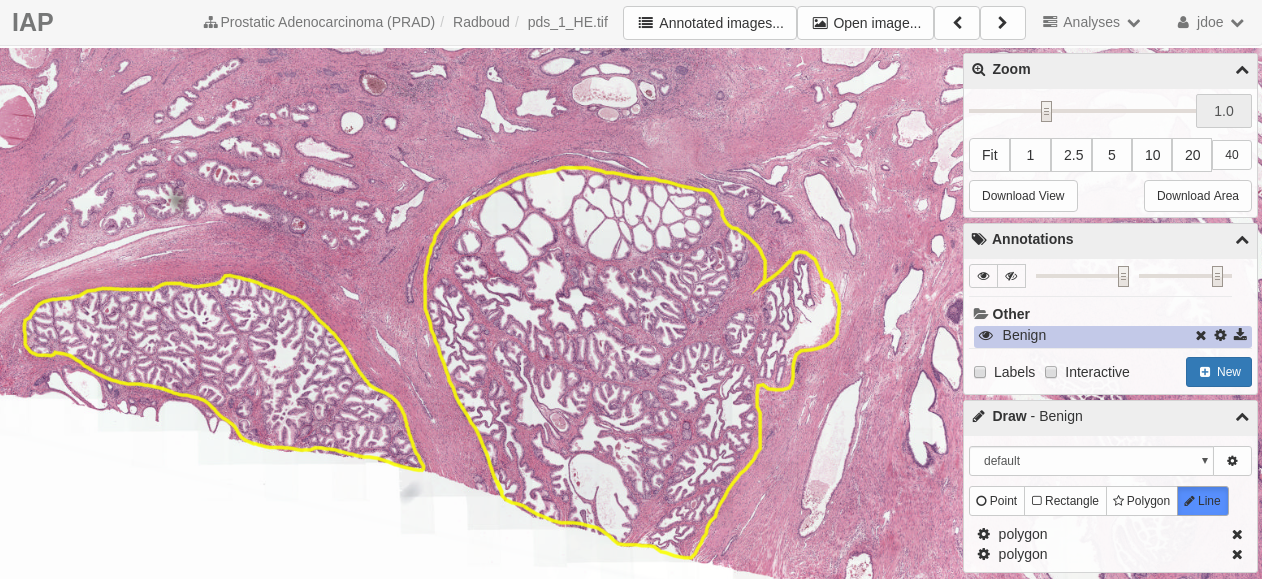 IAP Prostatic Adenocarcinoma (PRAD) / Radboud / pds_1_HE.tif Annotated images... Open image... Analyses jdoe
Zoom
1.0
Fit 1 2.5 5 10 20 40
Download View Download Area
Annotations
Other
Benign
Labels Interactive New
Draw - Benign
default
Point Rectangle Polygon Line
polygon
polygon